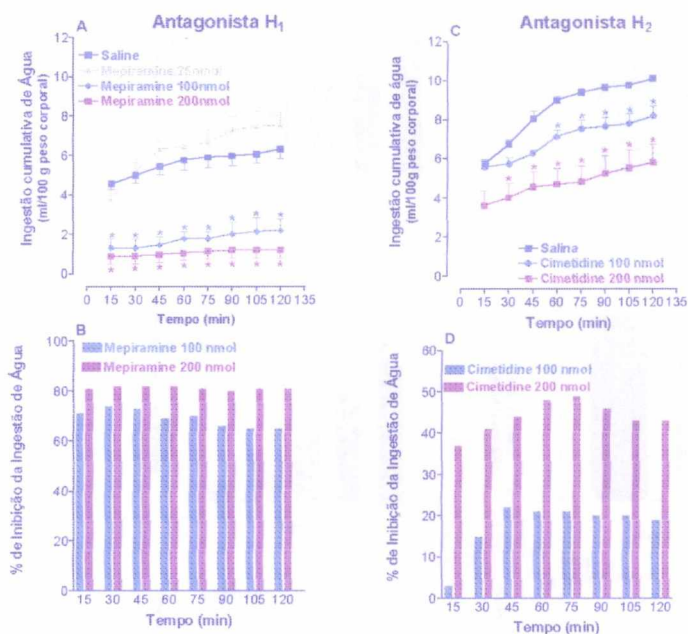 Antagonista H₁
A
Ingestão cumulativa de Água
(ml/100 g peso corporal)
12
10
8
6
4
2
0
Saline
Mepiramine 25nmol
Mepiramine 100nmol
Mepiramine 200nmol
* * * * * * * *
* * * * * * * *
0 15 30 45 60 75 90 105 120 135
Tempo (min)
Antagonista H₂
C
Ingestão cumulativa de água
(ml/100g peso corporal)
12
10
8
6
4
2
0
* * * * *
* * * * * * *
Salina
Cimetidine 100 nmol
Cimetidine 200 nmol
0 15 30 45 60 75 90 105 120 135
Tempo (min)
B
% de Inibição da Ingestão de Água
100
80
60
40
20
0
Mepiramine 100 nmol
Mepiramine 200 nmol
15 30 45 60 75 90 105 120
Tempo (min)
D
% de Inibição da Ingestão de Água
60
50
40
30
20
10
0
Cimetidine 100 nmol
Cimetidine 200 nmol
15 30 45 60 75 90 105 120
Tempo (min)